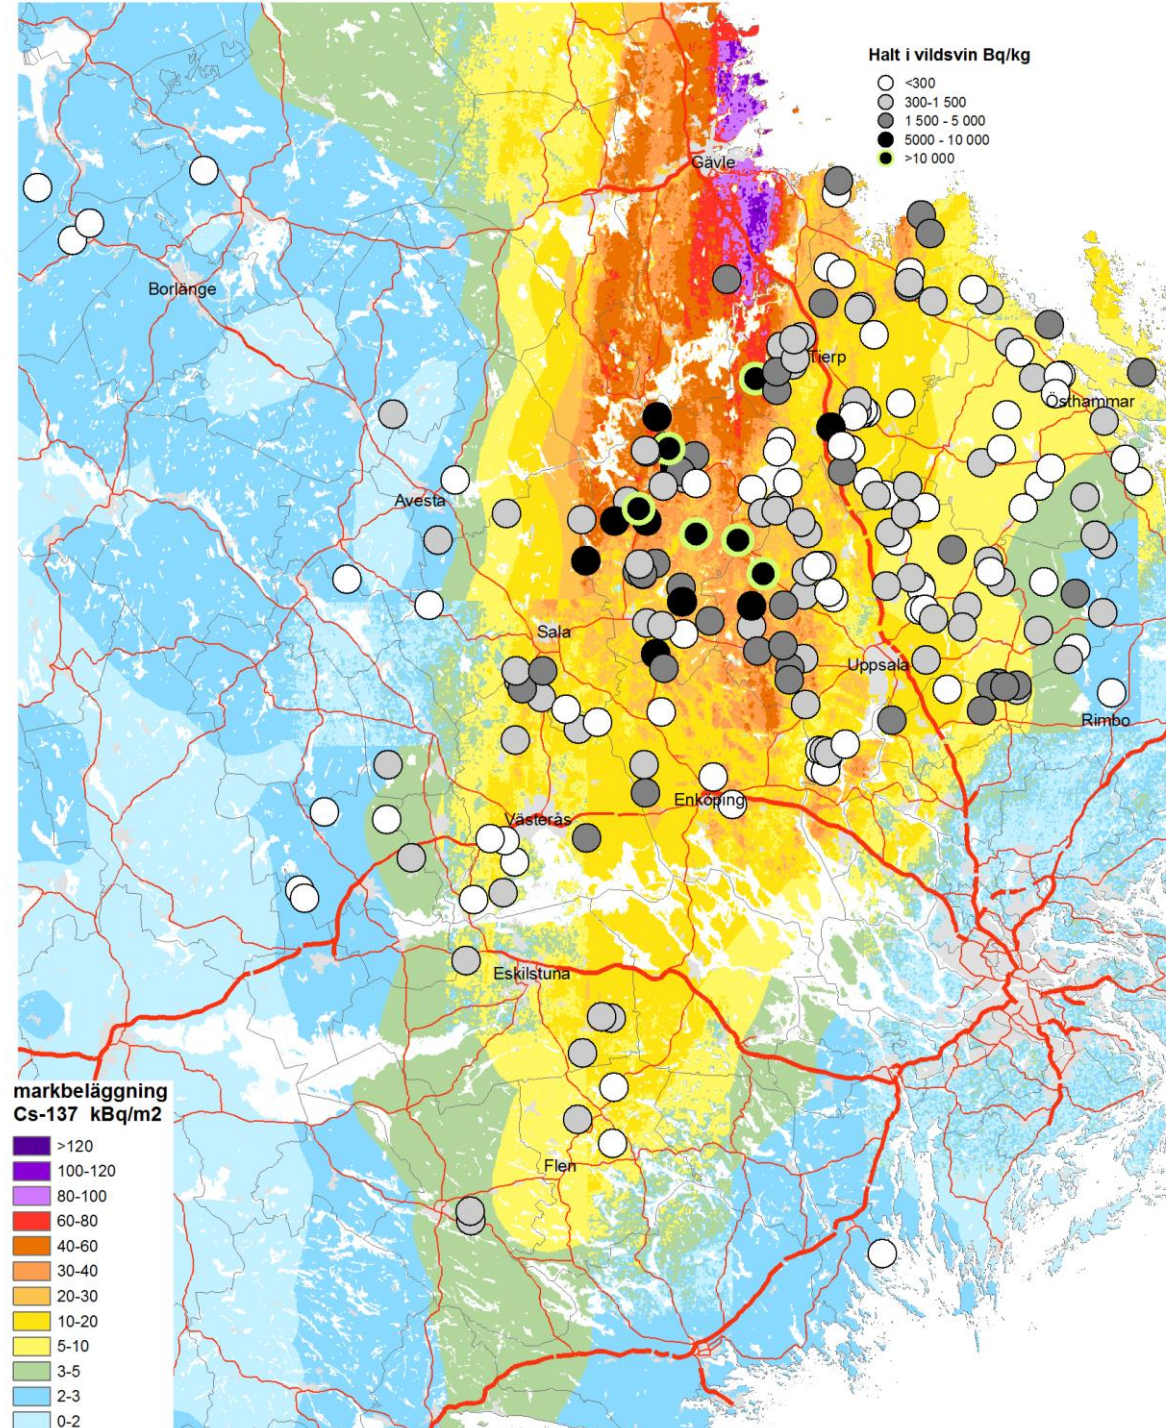 Halt i vildsvin Bq/kg
<300
300-1 500
1 500 - 5 000
5000 - 10 000
>10 000
Gävle
Borlänge
Tierp
Östhammar
Avesta
Sala
Uppsala
Rimbo
Enköping
Västerås
Eskilstuna
Flen
markbeläggning
Cs-137 kBq/m2
>120
100-120
80-100
60-80
40-60
30-40
20-30
10-20
5-10
3-5
2-3
0-2